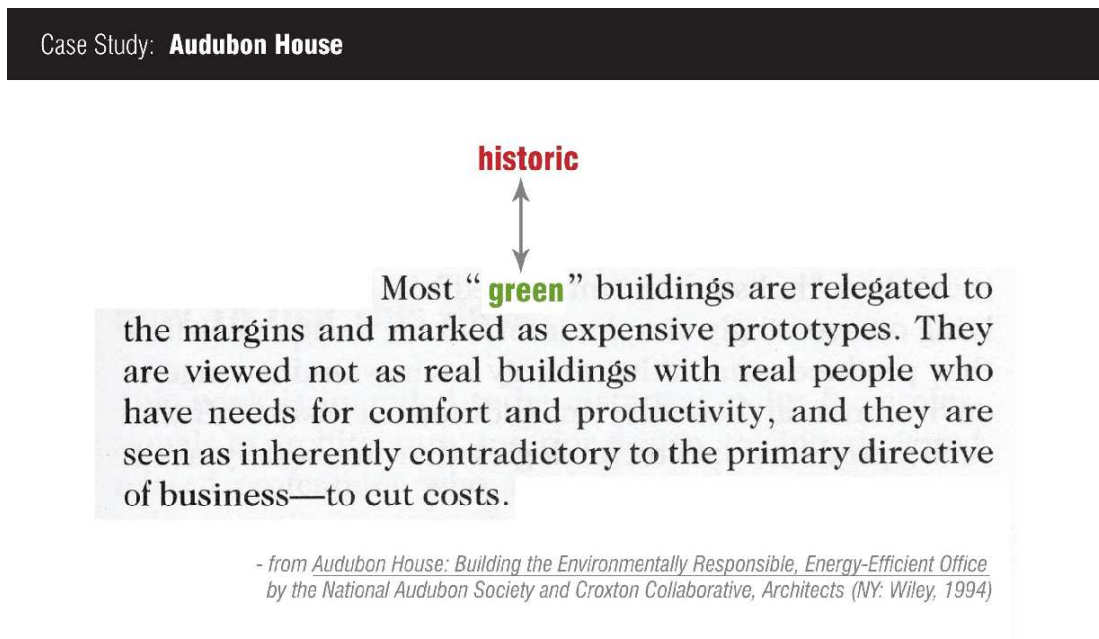 Case Study: Audubon House
historic
Most “ green ” buildings are relegated to
the margins and marked as expensive prototypes. They
are viewed not as real buildings with real people who
have needs for comfort and productivity, and they are
seen as inherently contradictory to the primary directive
of business—to cut costs.
- from Audubon House: Building the Environmentally Responsible, Energy-Efficient Office
by the National Audubon Society and Croxton Collaborative, Architects (NY: Wiley, 1994)